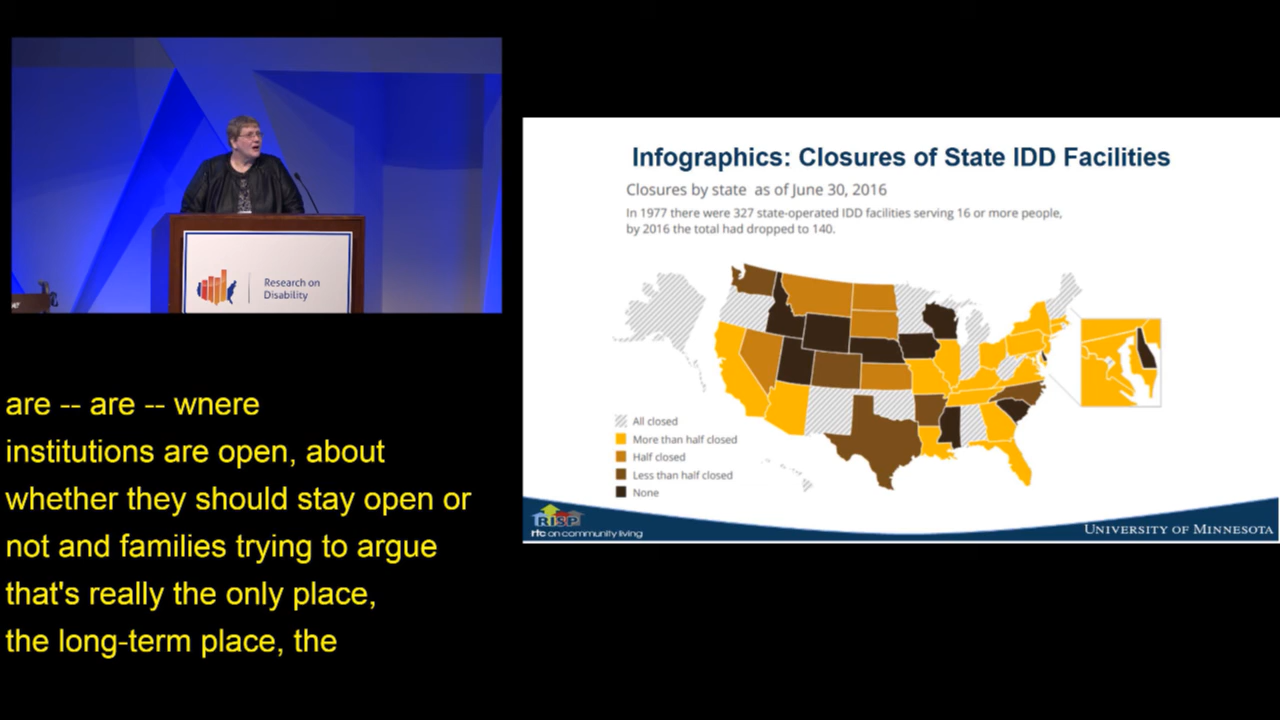 Research on
Disability
are -- are -- wnere
institutions are open, about
whether they should stay open or
not and families trying to argue
that's really the only place,
the long-term place, the
Infographics: Closures of State IDD Facilities
Closures by state as of June 30, 2016
In 1977 there were 327 state-operated IDD facilities serving 16 or more people,
by 2016 the total had dropped to 140.
All closed
More than half closed
Half closed
Less than half closed
None
RISP
rtc on community living
UNIVERSITY OF MINNESOTA